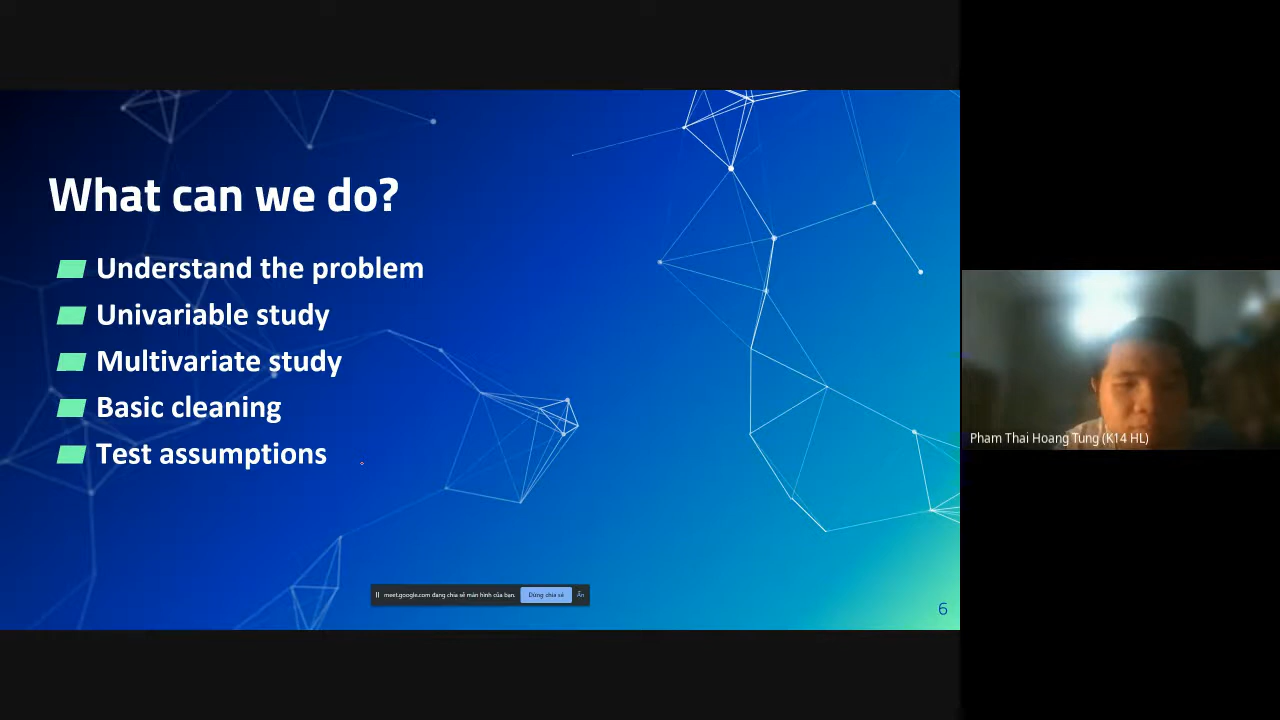 What can we do?
Understand the problem
Univariable study
Multivariate study
Basic cleaning
Test assumptions
Pham Thai Hoang Tung (K14 HL)
meet.google.com đang chia sẻ màn hình của bạn. Dừng chia sẻ Ẩn
6